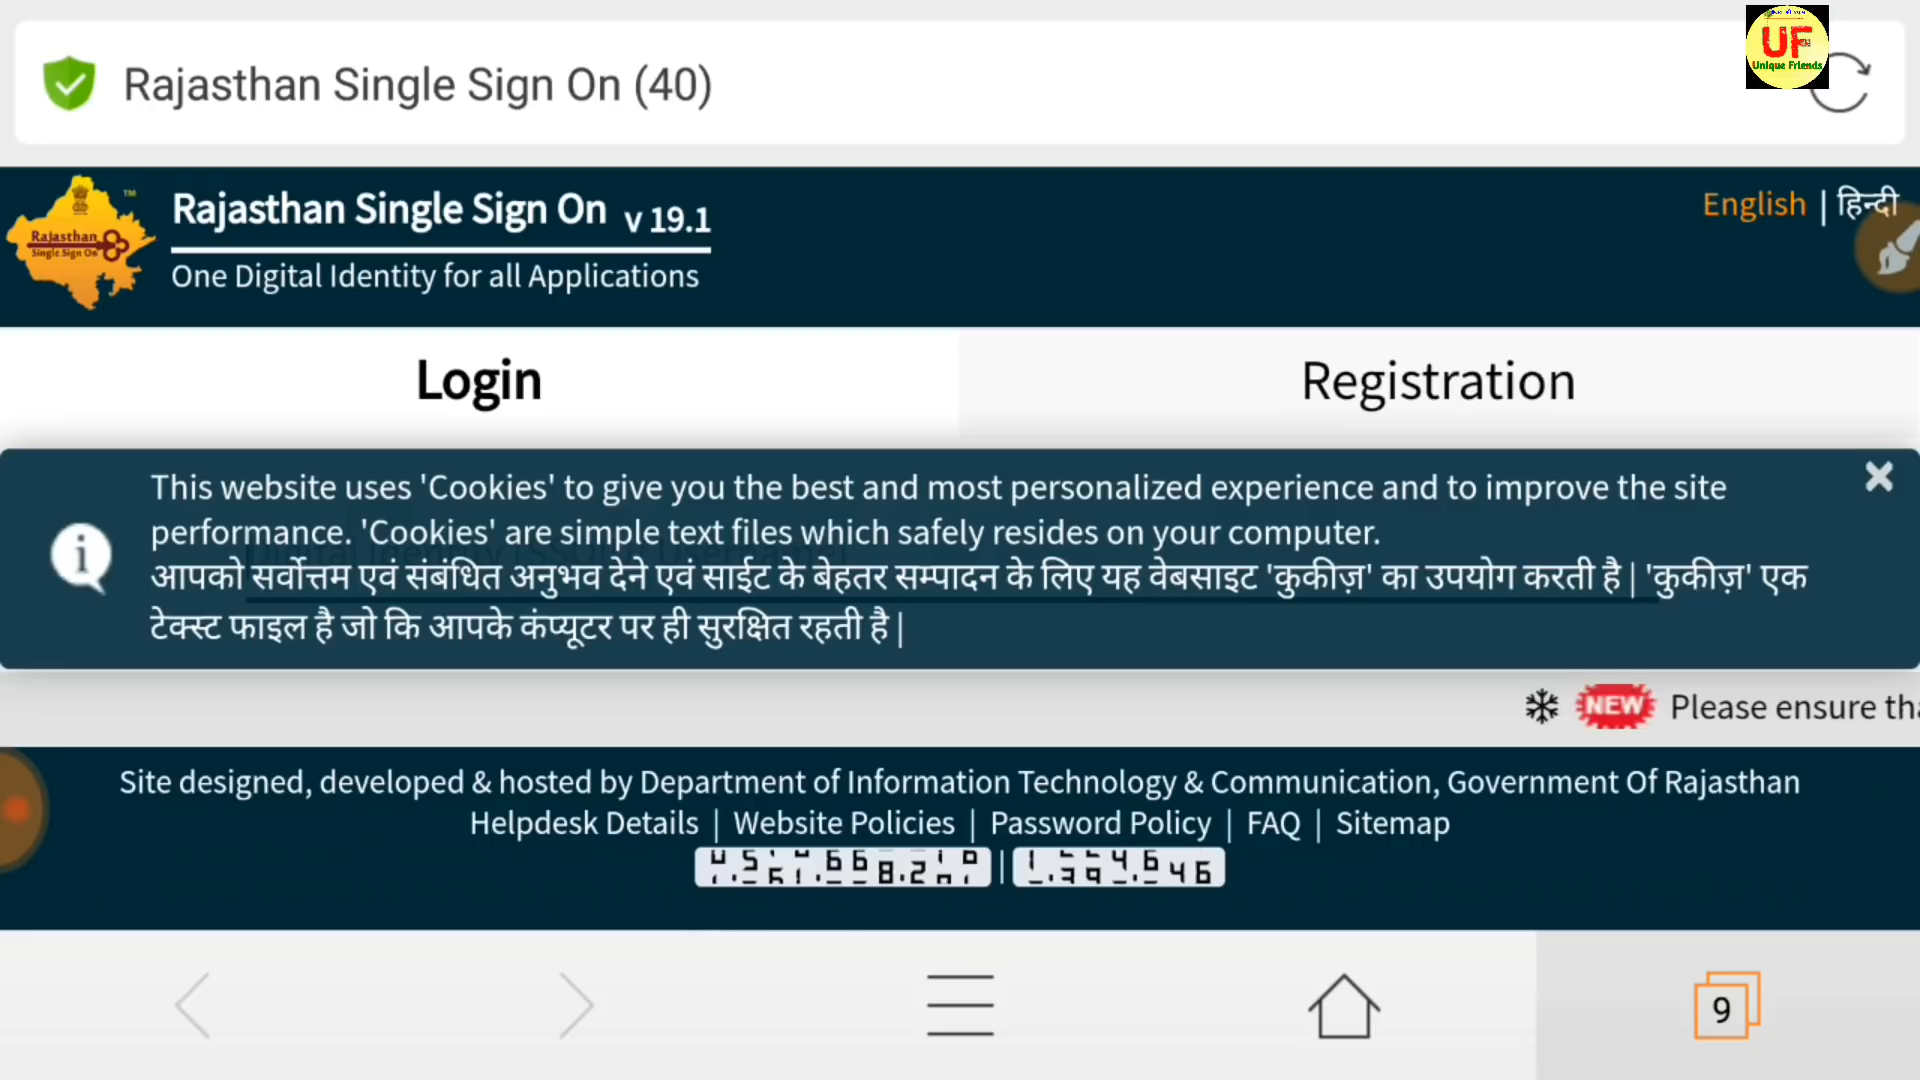 UF
Unique Friends
Rajasthan Single Sign On (40)
Rajasthan
Single Sign On
TM
Rajasthan Single Sign On v 19.1
One Digital Identity for all Applications
English | हिन्दी
Login
Registration
This website uses 'Cookies' to give you the best and most personalized experience and to improve the site
performance. 'Cookies' are simple text files which safely resides on your computer.
आपको सर्वोत्तम एवं संबंधित अनुभव देने एवं साईट के बेहतर सम्पादन के लिए यह वेबसाइट 'कुकीज़' का उपयोग करती है | 'कुकीज़' एक
टेक्स्ट फाइल है जो कि आपके कंप्यूटर पर ही सुरक्षित रहती है |
NEW Please ensure
Site designed, developed & hosted by Department of Information Technology & Communication, Government Of Rajasthan
Helpdesk Details | Website Policies | Password Policy | FAQ | Sitemap
9